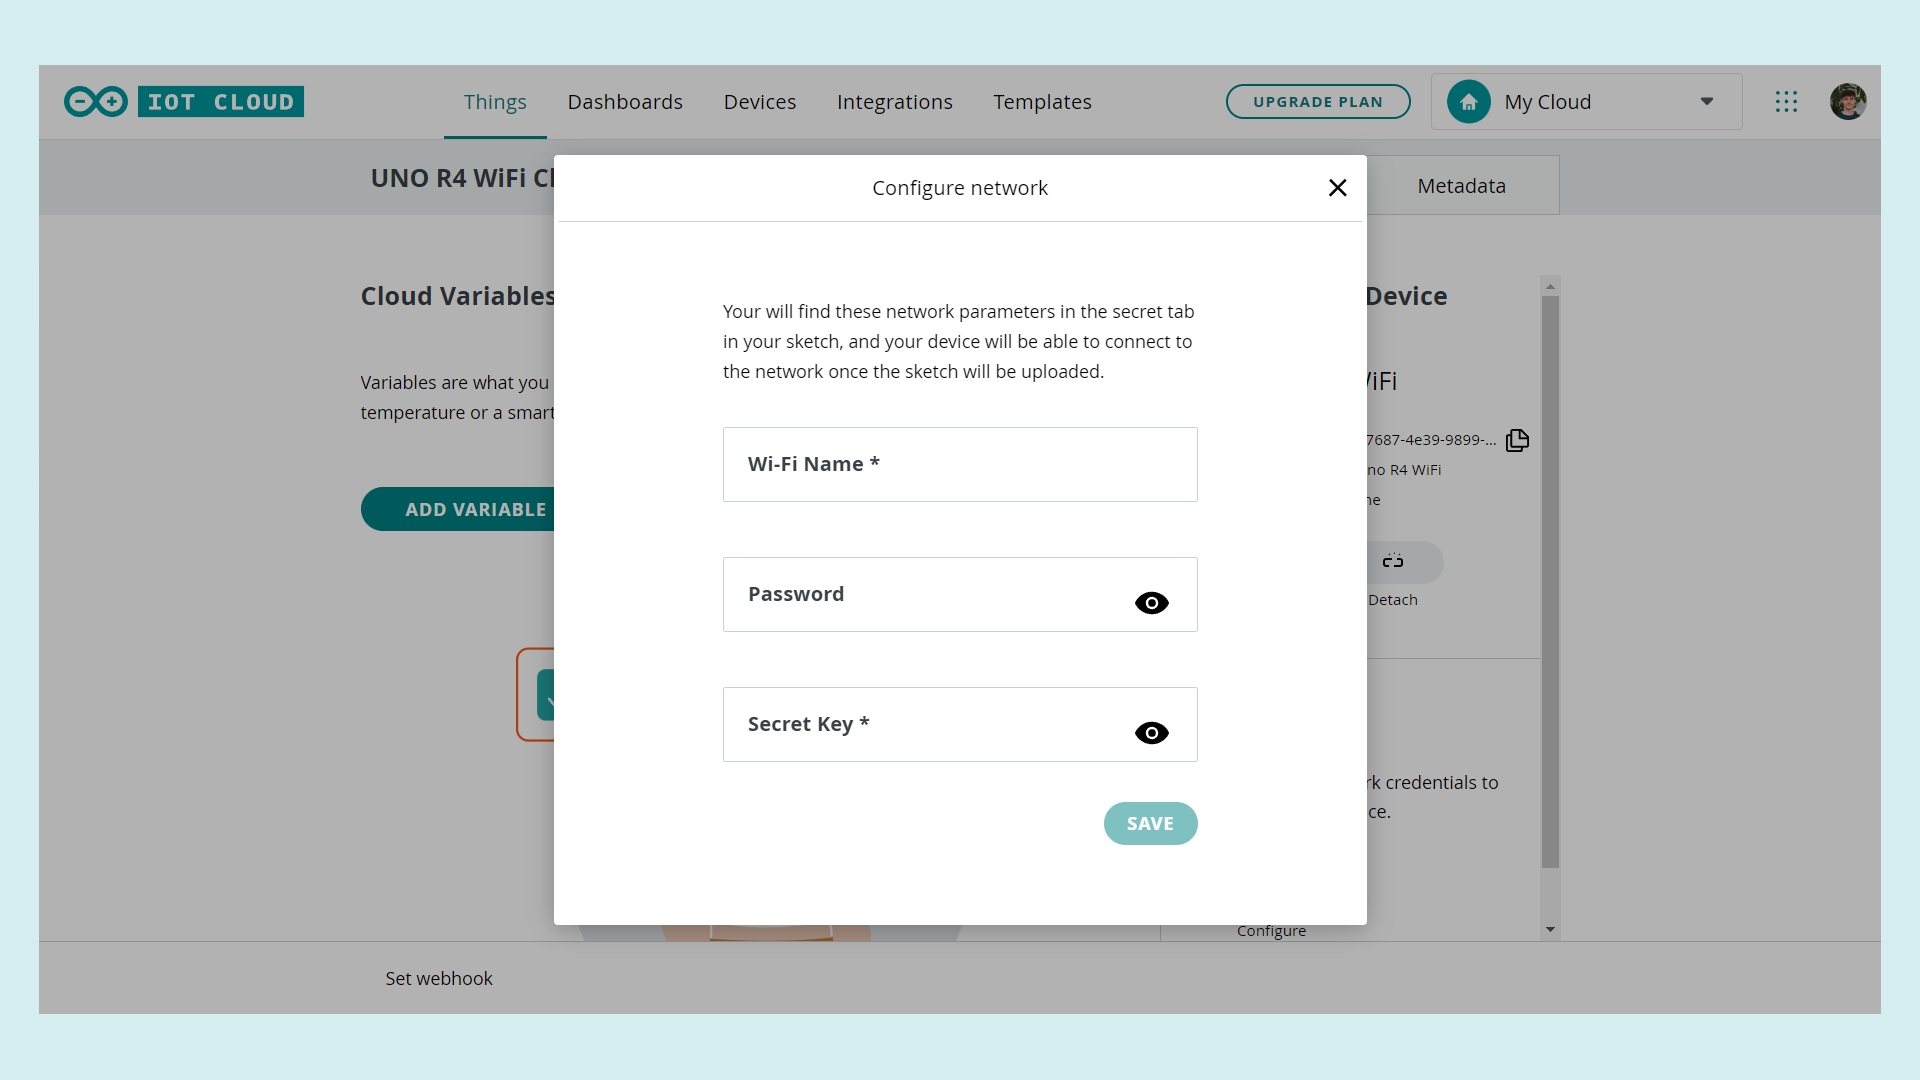 IOT CLOUD
Things Dashboards Devices Integrations Templates
UPGRADE PLAN
My Cloud
UNO R4 WiFi
Metadata
Configure network
Cloud Variables
Device
Your will find these network parameters in the secret tab
in your sketch, and your device will be able to connect to
the network once the sketch will be uploaded.
Variables are what you
temperature or a smart
Wi-Fi Name *
7687-4e39-9899-...
no R4 WiFi
ADD VARIABLE
Password
Detach
Secret Key *
credentials to
SAVE
Configure
Set webhook